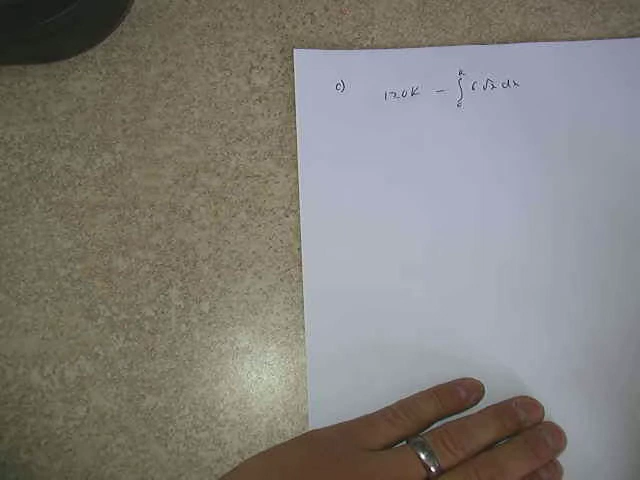 c) 120k - ∫₀ᵏ 6√x dx